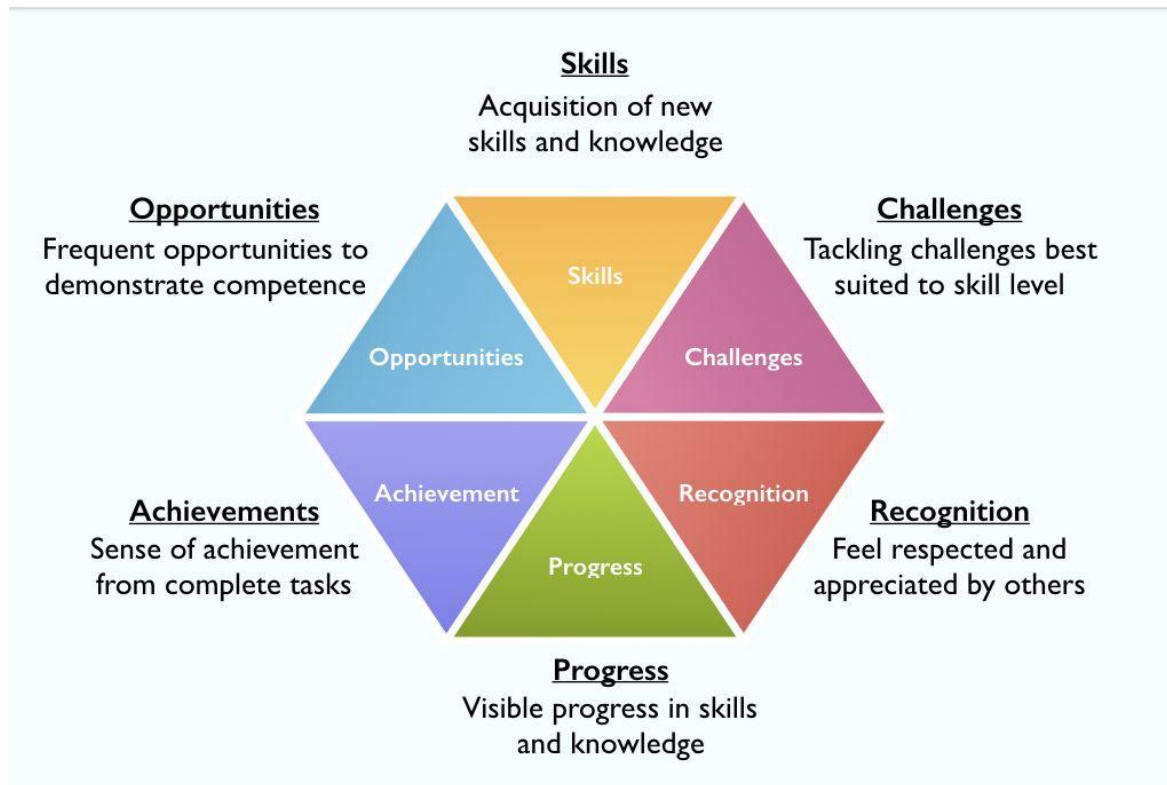 Skills
Acquisition of new
skills and knowledge
Opportunities
Frequent opportunities to
demonstrate competence
Challenges
Tackling challenges best
suited to skill level
Skills
Opportunities
Challenges
Achievement
Recognition
Progress
Achievements
Sense of achievement
from complete tasks
Recognition
Feel respected and
appreciated by others
Progress
Visible progress in skills
and knowledge